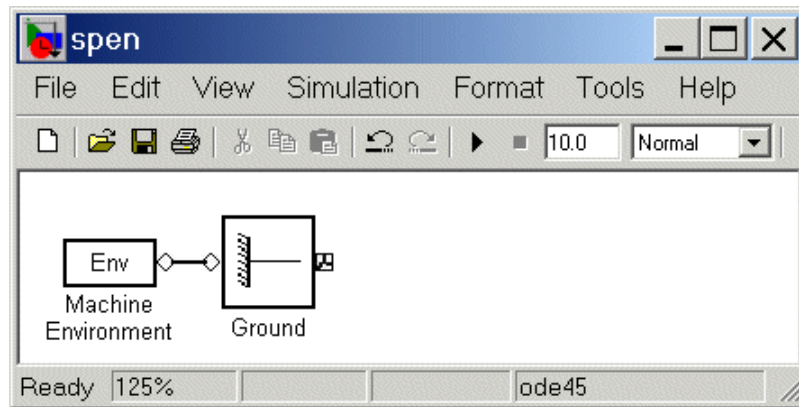 spen
File Edit View Simulation Format Tools Help
10.0 Normal
Env
Machine
Environment
Ground
Ready 125% ode45